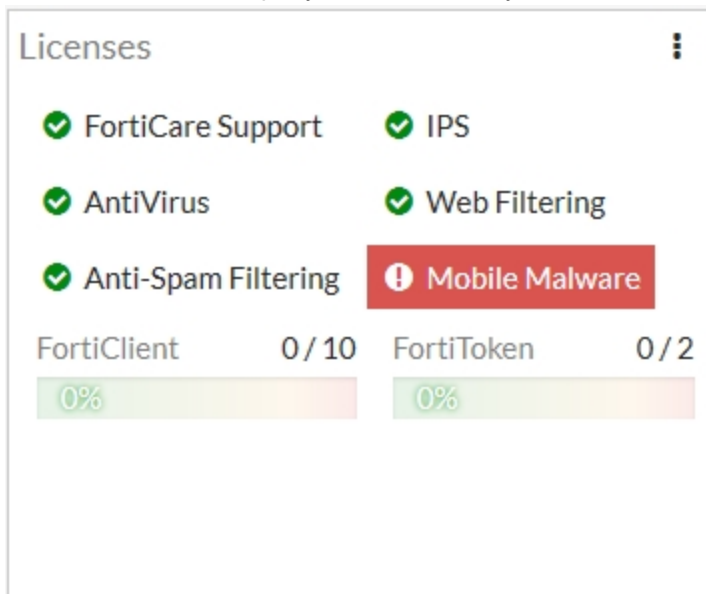 Licenses
FortiCare Support IPS
AntiVirus Web Filtering
Anti-Spam Filtering Mobile Malware
FortiClient 0 / 10 FortiToken 0 / 2
0% 0%